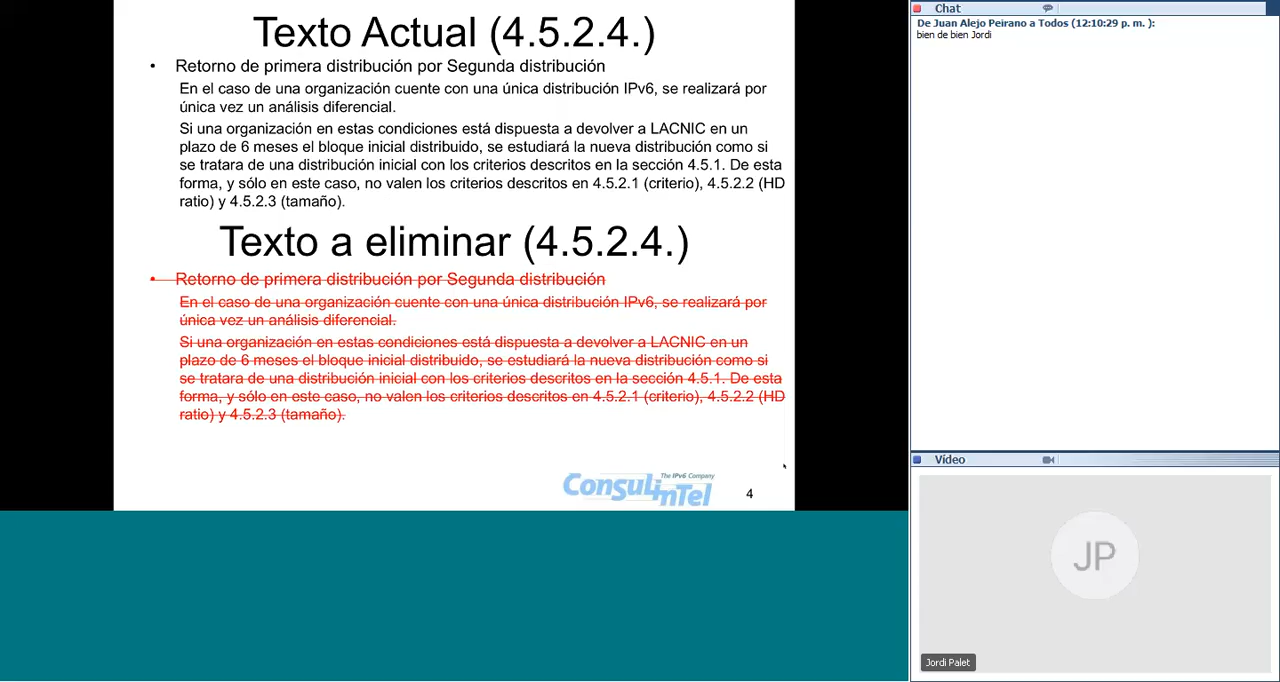 Texto Actual (4.5.2.4.)
• Retorno de primera distribución por Segunda distribución
En el caso de una organización cuente con una única distribución IPv6, se realizará por
única vez un análisis diferencial.
Si una organización en estas condiciones está dispuesta a devolver a LACNIC en un
plazo de 6 meses el bloque inicial distribuido, se estudiará la nueva distribución como si
se tratara de una distribución inicial con los criterios descritos en la sección 4.5.1. De esta
forma, y sólo en este caso, no valen los criterios descritos en 4.5.2.1 (criterio), 4.5.2.2 (HD
ratio) y 4.5.2.3 (tamaño).
Texto a eliminar (4.5.2.4.)
• Retorno de primera distribución por Segunda distribución
En el caso de una organización cuente con una única distribución IPv6, se realizará por
única vez un análisis diferencial.
Si una organización en estas condiciones está dispuesta a devolver a LACNIC en un
plazo de 6 meses el bloque inicial distribuido, se estudiará la nueva distribución como si
se tratara de una distribución inicial con los criterios descritos en la sección 4.5.1. De esta
forma, y sólo en este caso, no valen los criterios descritos en 4.5.2.1 (criterio), 4.5.2.2 (HD
ratio) y 4.5.2.3 (tamaño).
The IPv6 Company
Consulintel
4
Chat
De Juan Alejo Peirano a Todos (12:10:29 p. m. ):
bien de bien Jordi
Vídeo
JP
Jordi Palet